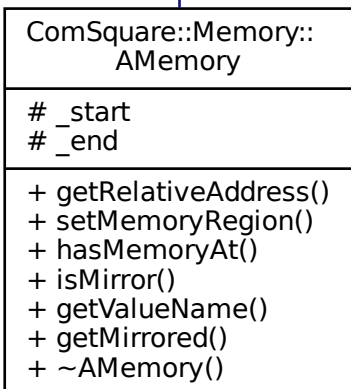 ComSquare::Memory::
AMemory
# _start
# _end
+ getRelativeAddress()
+ setMemoryRegion()
+ hasMemoryAt()
+ isMirror()
+ getValueName()
+ getMirrored()
+ ~AMemory()